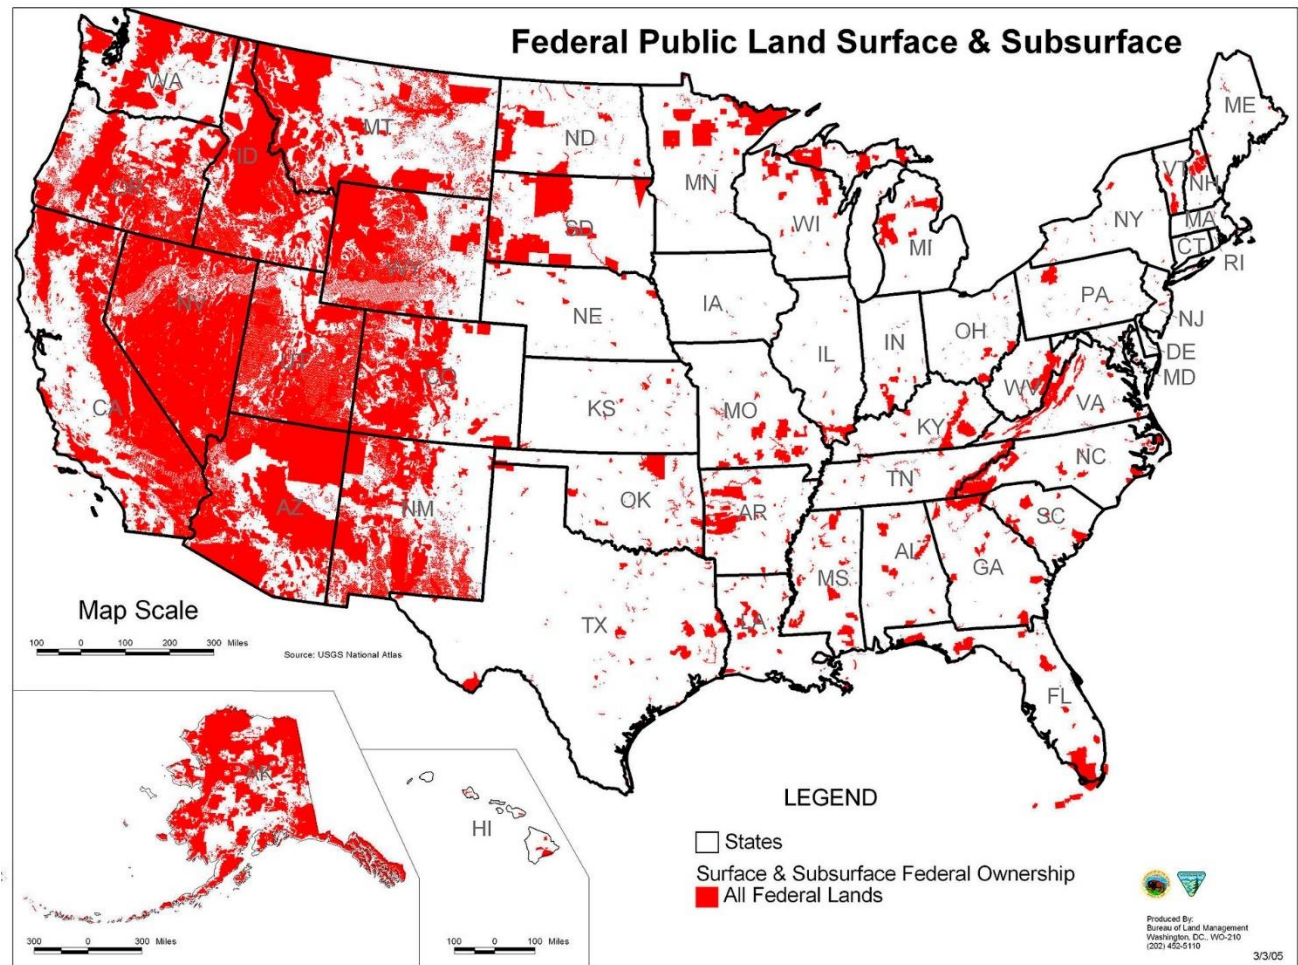 Federal Public Land Surface & Subsurface
WA
MT
ND
MN
ME
ID
OR
VT
NH
WI
SD
NY
MA
MI
CT
WY
RI
NV
IA
PA
NE
NJ
OH
IN
IL
DE
UT
CO
MD
WV
CA
KS
MO
VA
KY
NC
TN
OK
AZ
NM
AR
SC
AL
GA
MS
TX
LA
FL
Map Scale
100 0 100 200 300 Miles
Source: USGS National Atlas
AK
HI
300 0 300 Miles
100 0 100 Miles
LEGEND
States
Surface & Subsurface Federal Ownership
All Federal Lands
Produced By:
Bureau of Land Management
Washington, DC., WO-210
(202) 452-5110
3/3/05